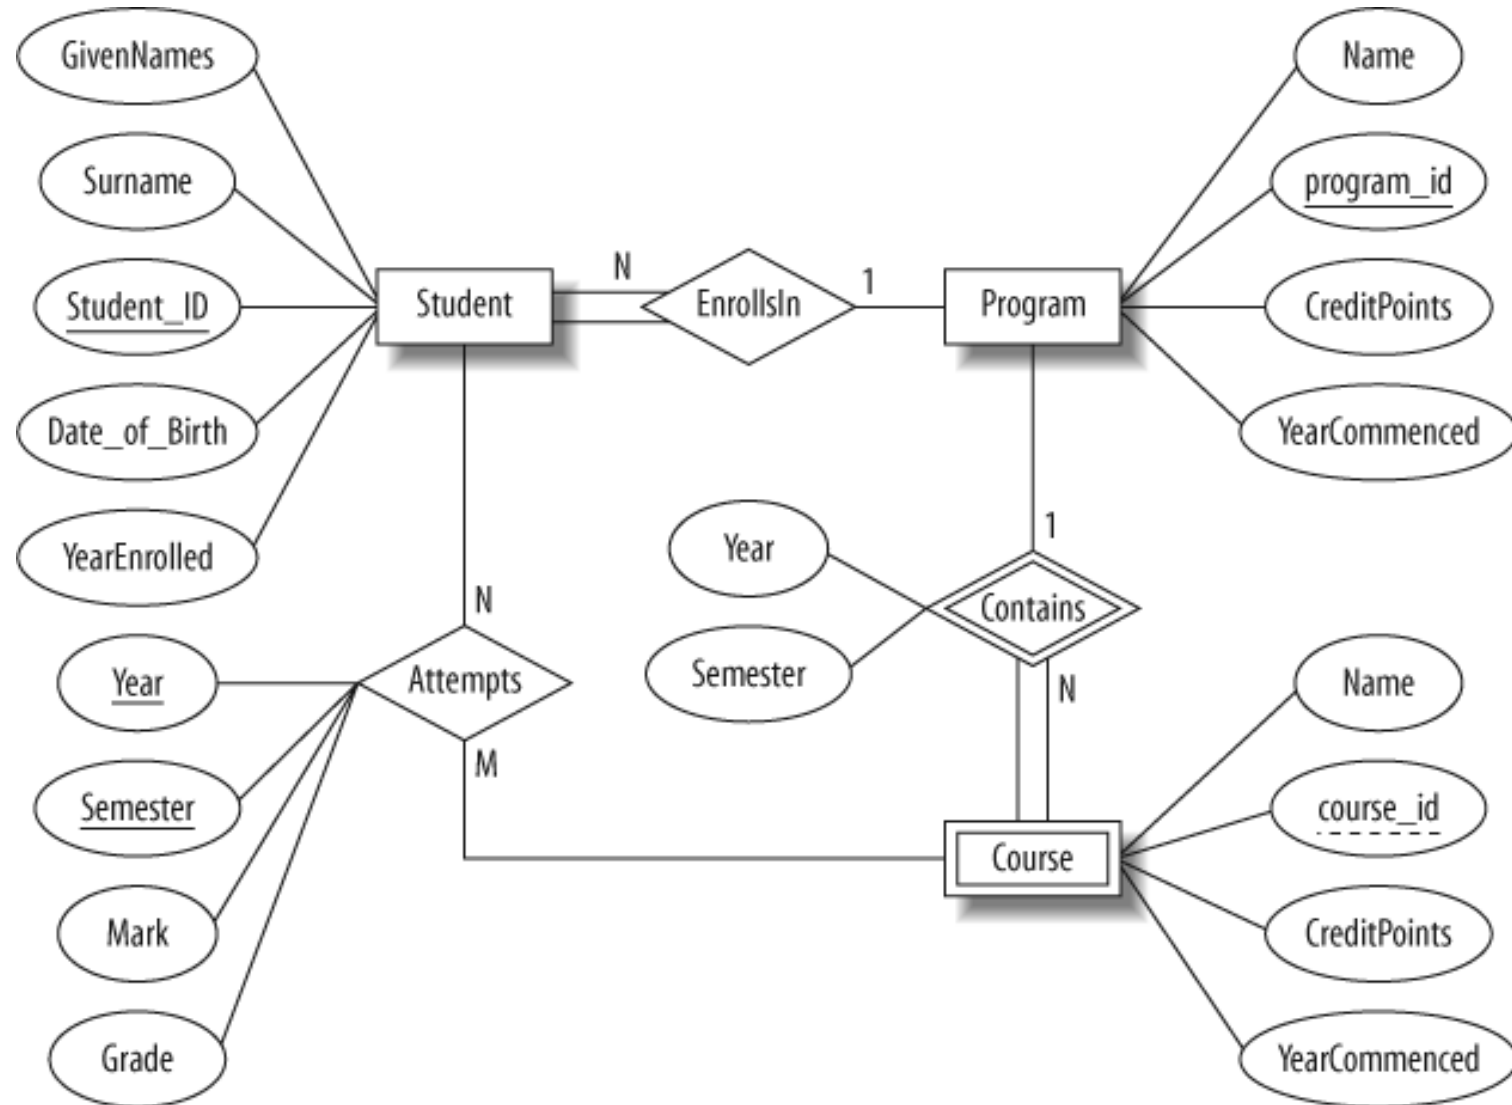 GivenNames
Name
Surname
program_id
Student_ID
Student
N
EnrollsIn
1
Program
CreditPoints
Date_of_Birth
YearCommenced
YearEnrolled
Year
1
Contains
N
Year
Attempts
Semester
N
Name
M
Semester
course_id
Course
Mark
CreditPoints
Grade
YearCommenced